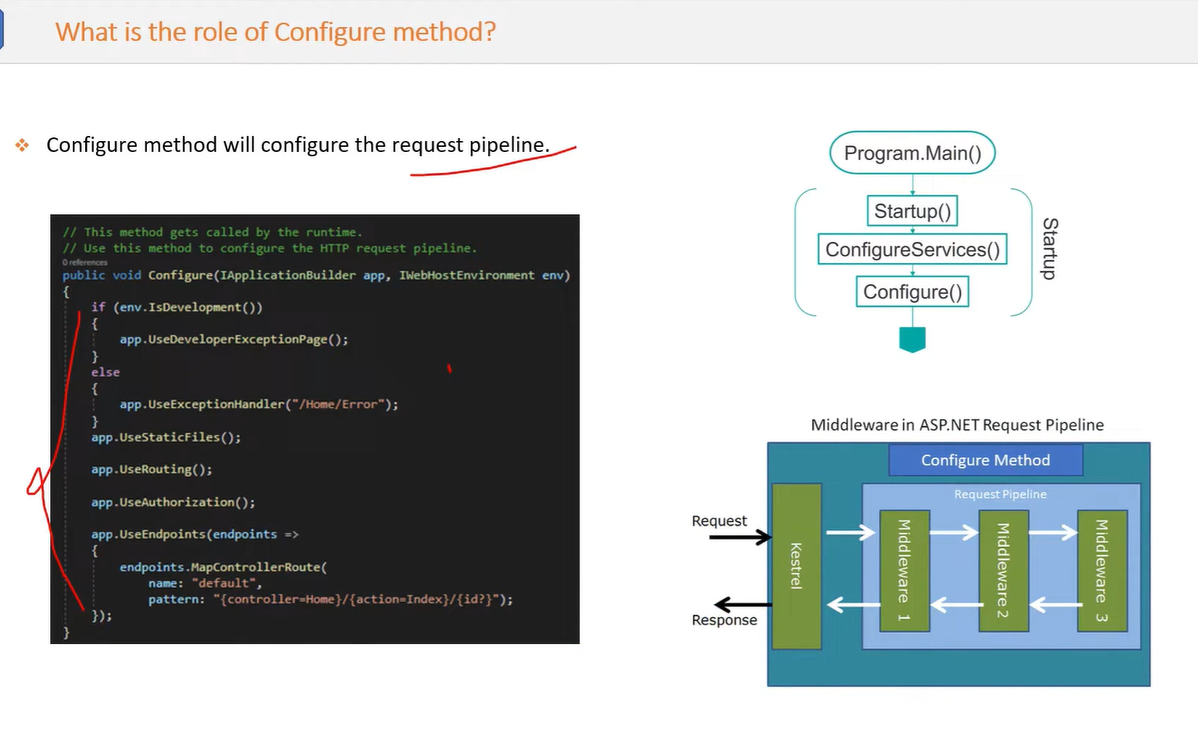 What is the role of Configure method?
Configure method will configure the request pipeline.
// This method gets called by the runtime.
// Use this method to configure the HTTP request pipeline.
0 references
public void Configure(IApplicationBuilder app, IWebHostEnvironment env)
{
if (env.IsDevelopment())
{
app.UseDeveloperExceptionPage();
}
else
{
app.UseExceptionHandler("/Home/Error");
}
app.UseStaticFiles();
app.UseRouting();
app.UseAuthorization();
app.UseEndpoints(endpoints =>
{
endpoints.MapControllerRoute(
name: "default",
pattern: "{controller=Home}/{action=Index}/{id?}");
});
}
Program.Main()
Startup()
ConfigureServices()
Configure()
Startup
Middleware in ASP.NET Request Pipeline
Configure Method
Request Pipeline
Request
Response
Kestrel
Middleware 1
Middleware 2
Middleware 3